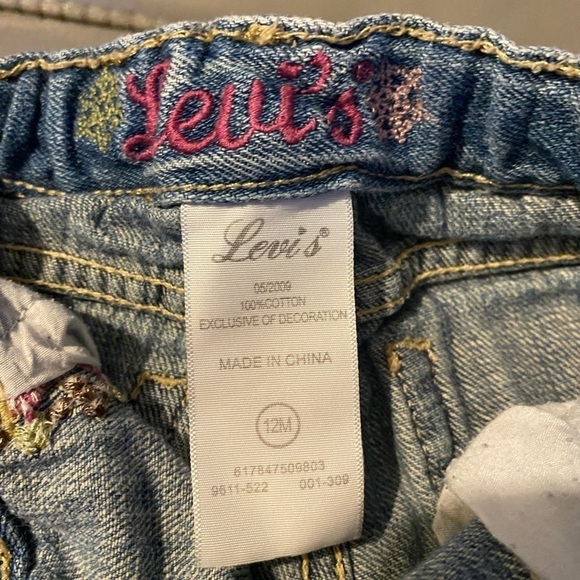 Levi's
Levi's®
05/2009
100%COTTON
EXCLUSIVE OF DECORATION
MADE IN CHINA
12M
617847509803
9611-522 001-309